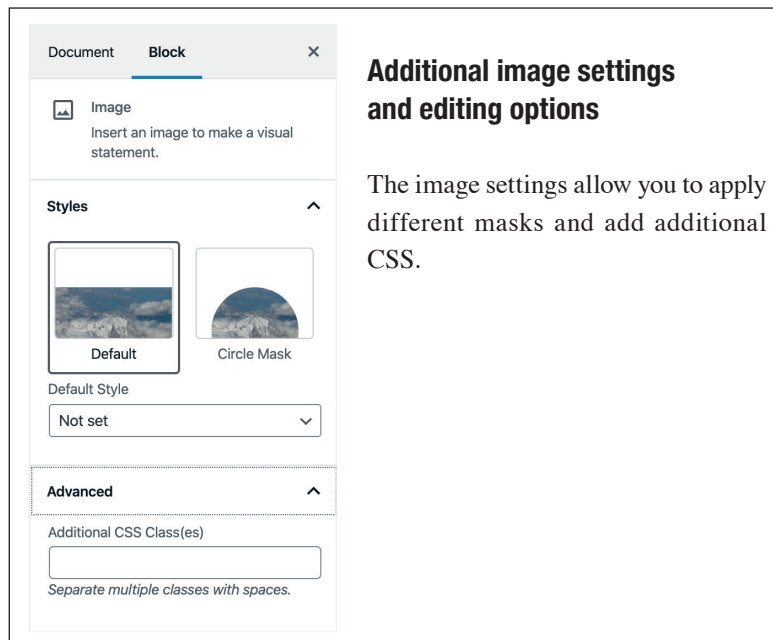 Document Block ×
Image
Insert an image to make a visual
statement.
Styles
Default Circle Mask
Default Style
Not set
Advanced
Additional CSS Class(es)
Separate multiple classes with spaces.
Additional image settings
and editing options
The image settings allow you to apply
different masks and add additional
CSS.